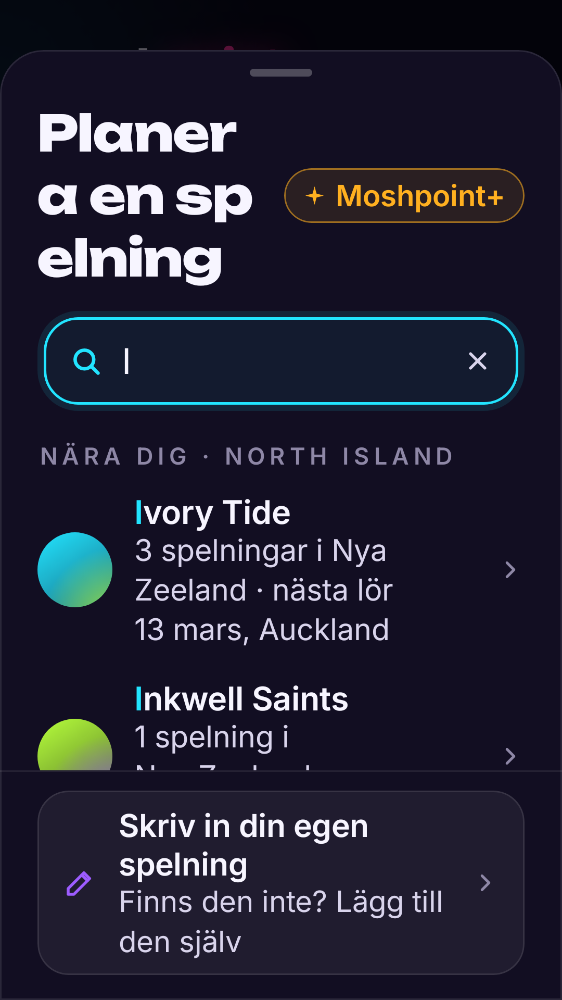 Planer
a en sp
elning
Moshpoint+
I
NÄRA DIG · NORTH ISLAND
Ivory Tide
3 spelningar i Nya
Zeeland · nästa lör
13 mars, Auckland
Inkwell Saints
1 spelning i
Skriv in din egen
spelning
Finns den inte? Lägg till
den själv